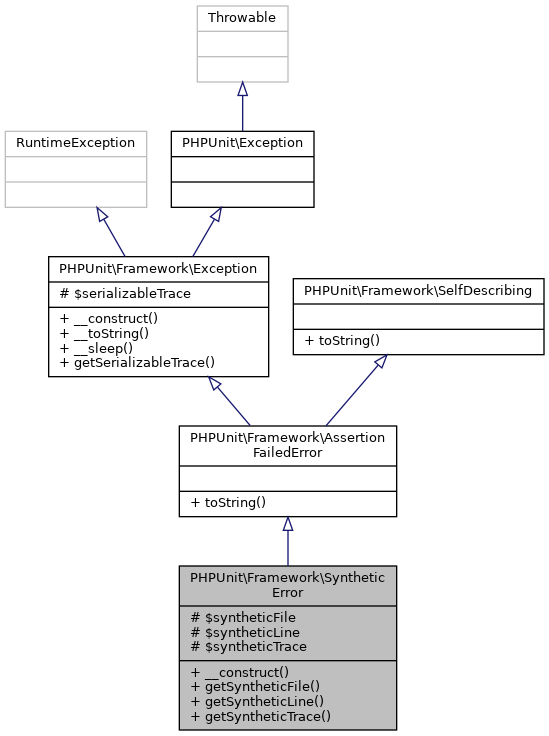 Throwable
RuntimeException
PHPUnit\Exception
PHPUnit\Framework\Exception
# $serializableTrace
+ __construct()
+ __toString()
+ __sleep()
+ getSerializableTrace()
PHPUnit\Framework\SelfDescribing
+ toString()
PHPUnit\Framework\Assertion
FailedError
+ toString()
PHPUnit\Framework\Synthetic
Error
# $syntheticFile
# $syntheticLine
# $syntheticTrace
+ __construct()
+ getSyntheticFile()
+ getSyntheticLine()
+ getSyntheticTrace()